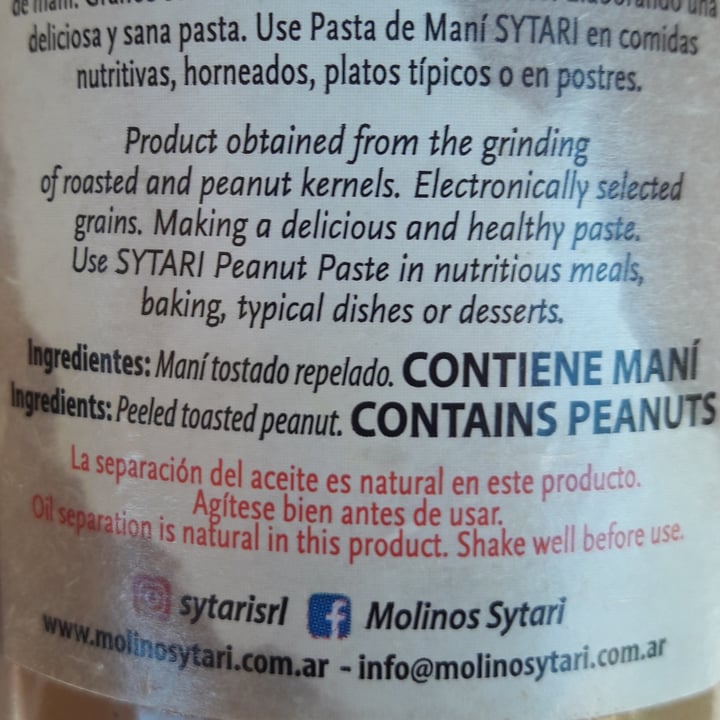 de maní.
deliciosa y sana pasta. Use Pasta de Maní SYTARI en comidas
nutritivas, horneados, platos típicos o en postres.
Product obtained from the grinding
of roasted and peanut kernels. Electronically selected
grains. Making a delicious and healthy paste.
Use SYTARI Peanut Paste in nutritious meals,
baking, typical dishes or desserts.
Ingredientes: Maní tostado repelado. CONTIENE MANÍ
Ingredients: Peeled toasted peanut. CONTAINS PEANUTS
La separación del aceite es natural en este producto.
Agítese bien antes de usar.
Oil separation is natural in this product. Shake well before use.
sytarisrl Molinos Sytari
www.molinosytari.com.ar - info@molinosytari.com.ar